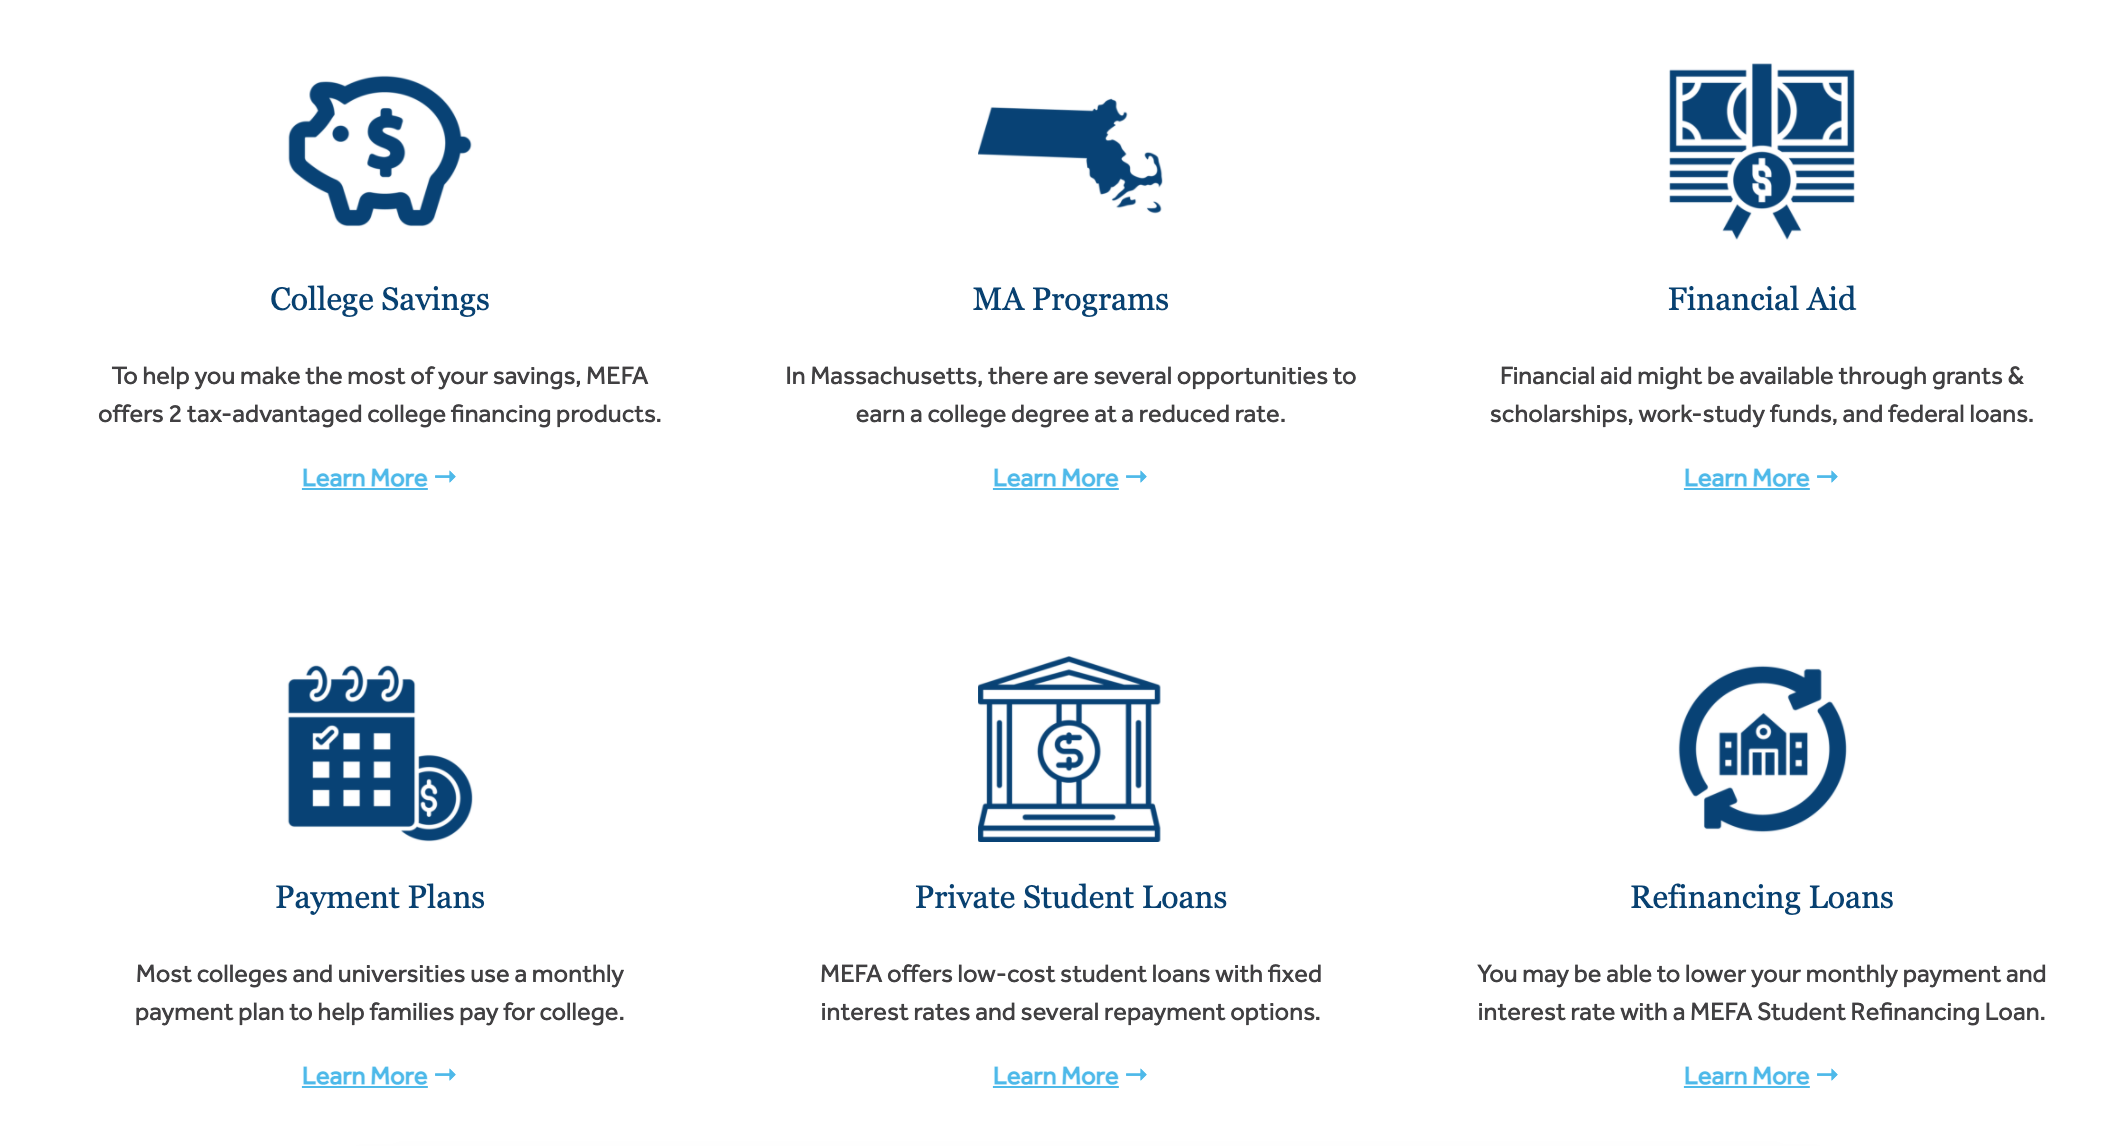 College Savings
To help you make the most of your savings, MEFA
offers 2 tax-advantaged college financing products.
Learn More →
MA Programs
In Massachusetts, there are several opportunities to
earn a college degree at a reduced rate.
Learn More →
Financial Aid
Financial aid might be available through grants &
scholarships, work-study funds, and federal loans.
Learn More →
Payment Plans
Most colleges and universities use a monthly
payment plan to help families pay for college.
Learn More →
Private Student Loans
MEFA offers low-cost student loans with fixed
interest rates and several repayment options.
Learn More →
Refinancing Loans
You may be able to lower your monthly payment and
interest rate with a MEFA Student Refinancing Loan.
Learn More →